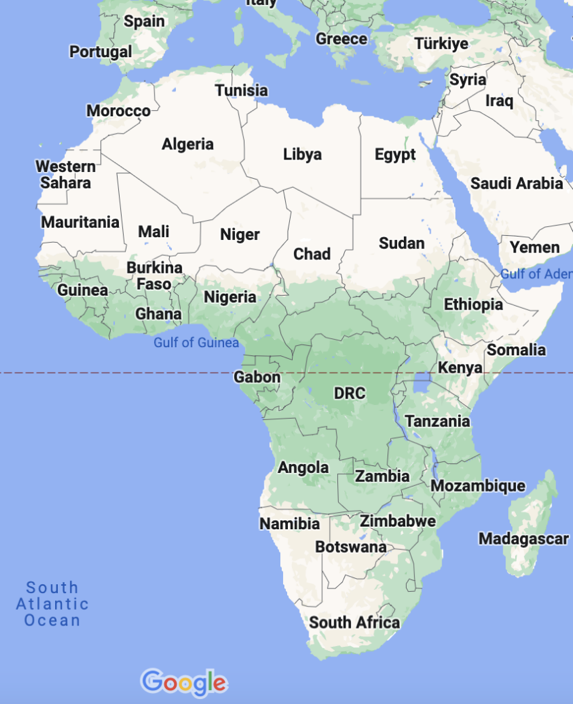 Italy
Spain
Portugal
Greece
Türkiye
Syria
Iraq
Tunisia
Morocco
Algeria
Libya
Egypt
Western
Sahara
Saudi Arabia
Mauritania
Mali
Niger
Chad
Sudan
Yemen
Burkina
Faso
Gulf of Aden
Guinea
Nigeria
Ethiopia
Ghana
Gulf of Guinea
Somalia
Kenya
Gabon
DRC
Tanzania
Angola
Zambia
Mozambique
Namibia
Zimbabwe
Botswana
Madagascar
South
Atlantic
Ocean
South Africa
Google